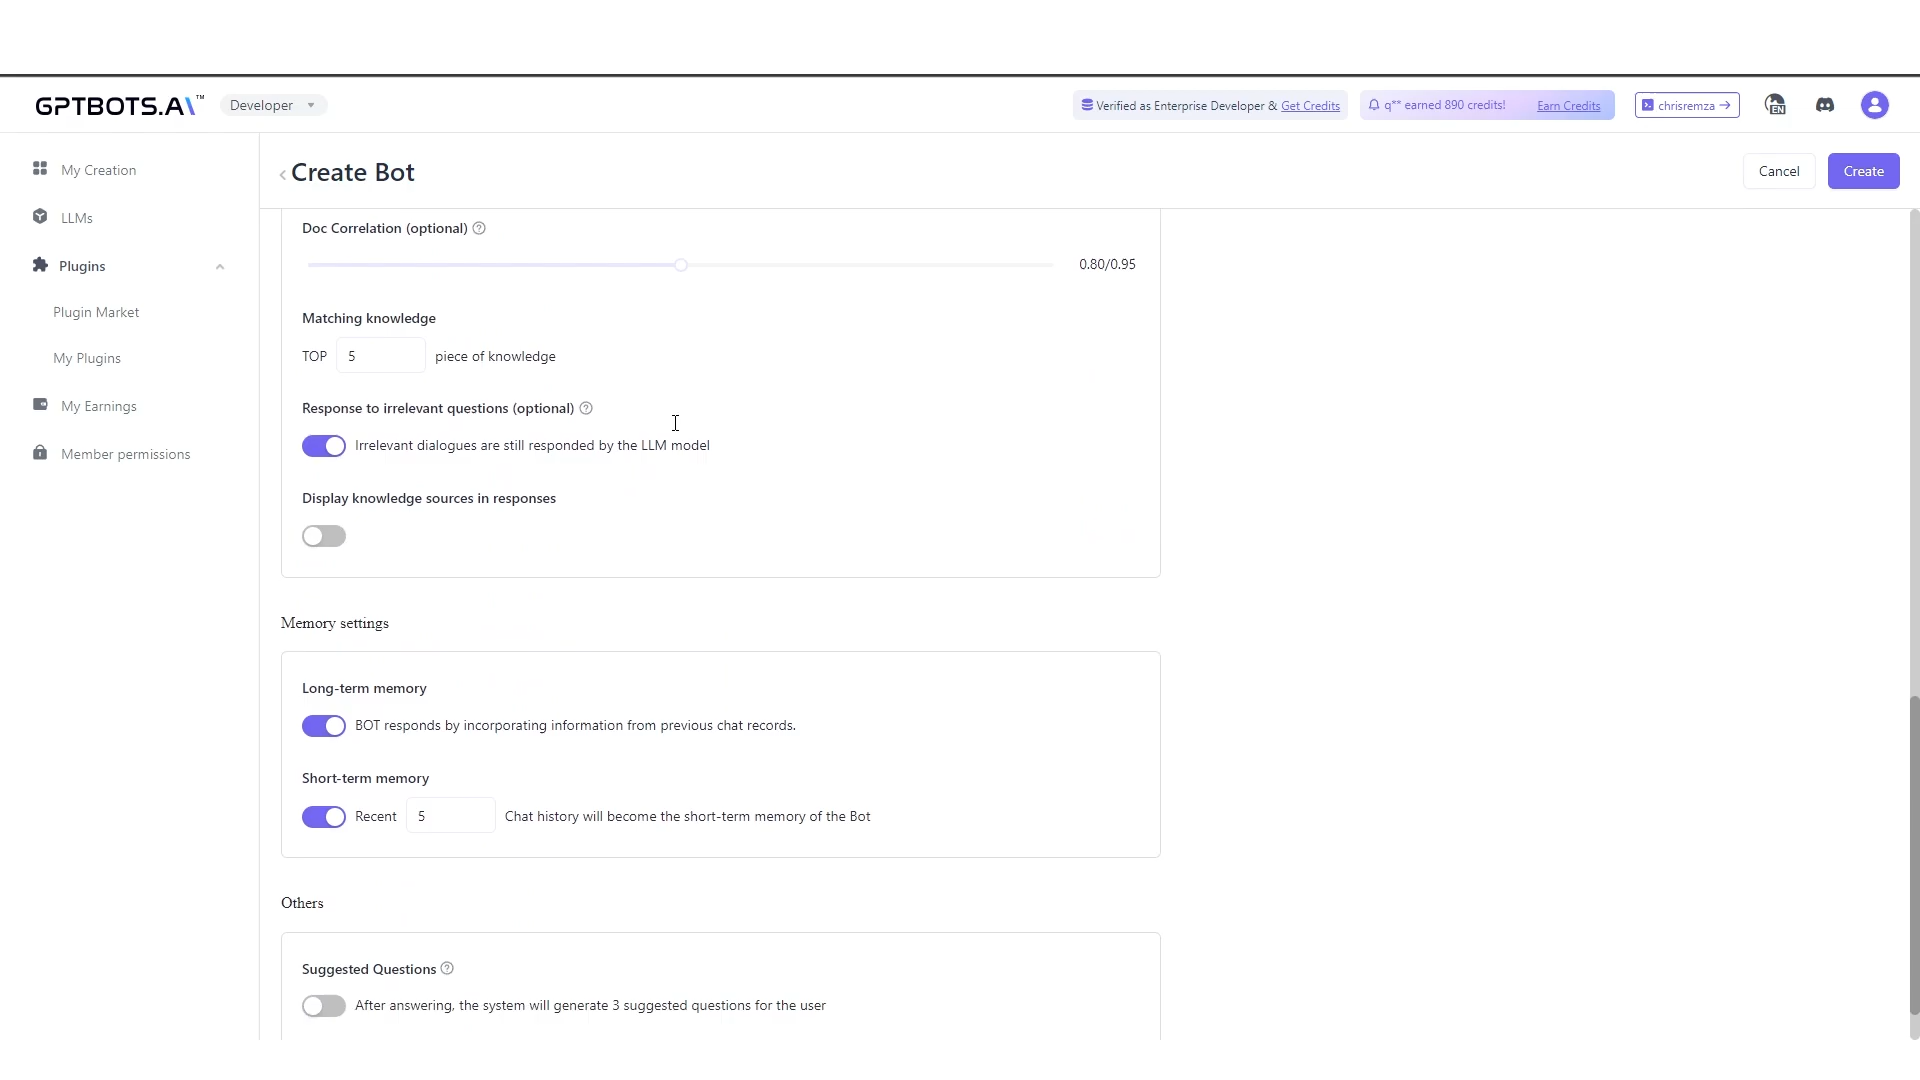 GPTBOTS.AI™ Developer
Verified as Enterprise Developer & Get Credits
q** earned 890 credits! Earn Credits
chrisremza →
EN
My Creation
LLMs
Plugins
Plugin Market
My Plugins
My Earnings
Member permissions
‹ Create Bot
Cancel
Create
Doc Correlation (optional) ?
0.80/0.95
Matching knowledge
TOP 5 piece of knowledge
Response to irrelevant questions (optional) ?
Irrelevant dialogues are still responded by the LLM model
Display knowledge sources in responses
Memory settings
Long-term memory
BOT responds by incorporating information from previous chat records.
Short-term memory
Recent 5 Chat history will become the short-term memory of the Bot
Others
Suggested Questions ?
After answering, the system will generate 3 suggested questions for the user